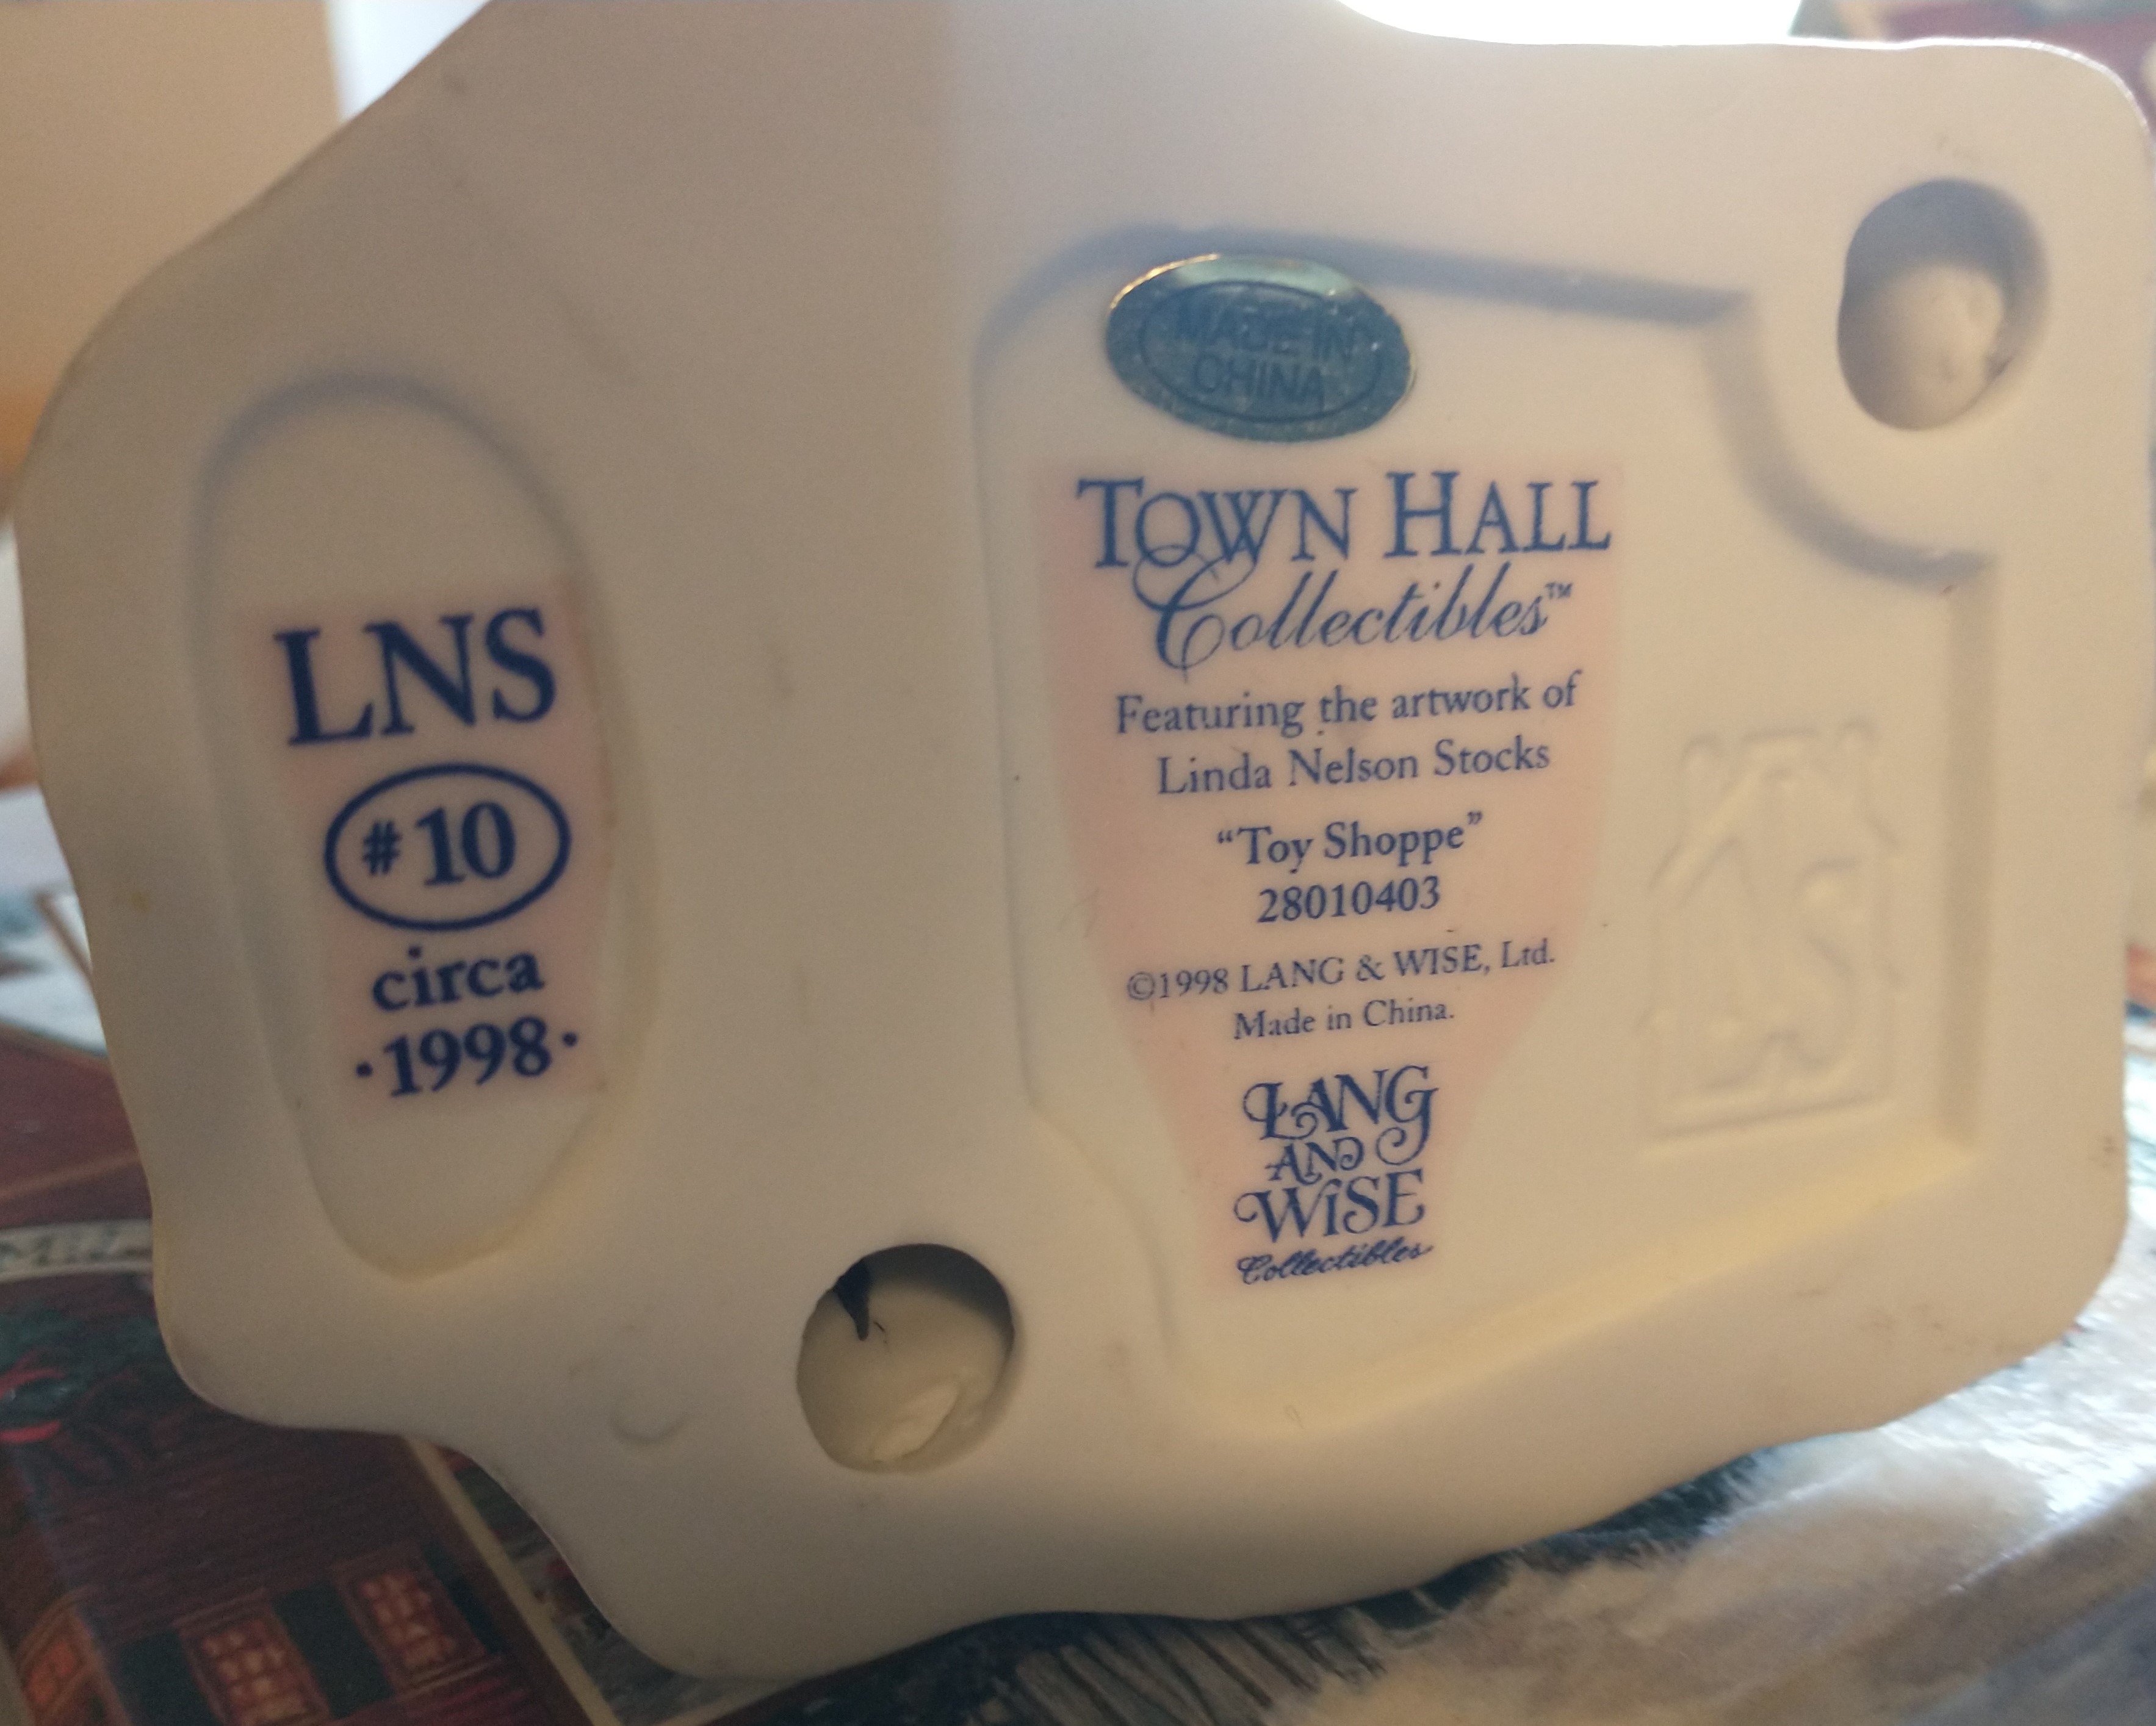 LNS
#10
circa
·1998·
MADE IN
CHINA
TOWN HALL
Collectibles™
Featuring the artwork of
Linda Nelson Stocks
“Toy Shoppe”
28010403
©1998 LANG & WISE, Ltd.
Made in China.
LANG
AND
WiSE
Collectibles